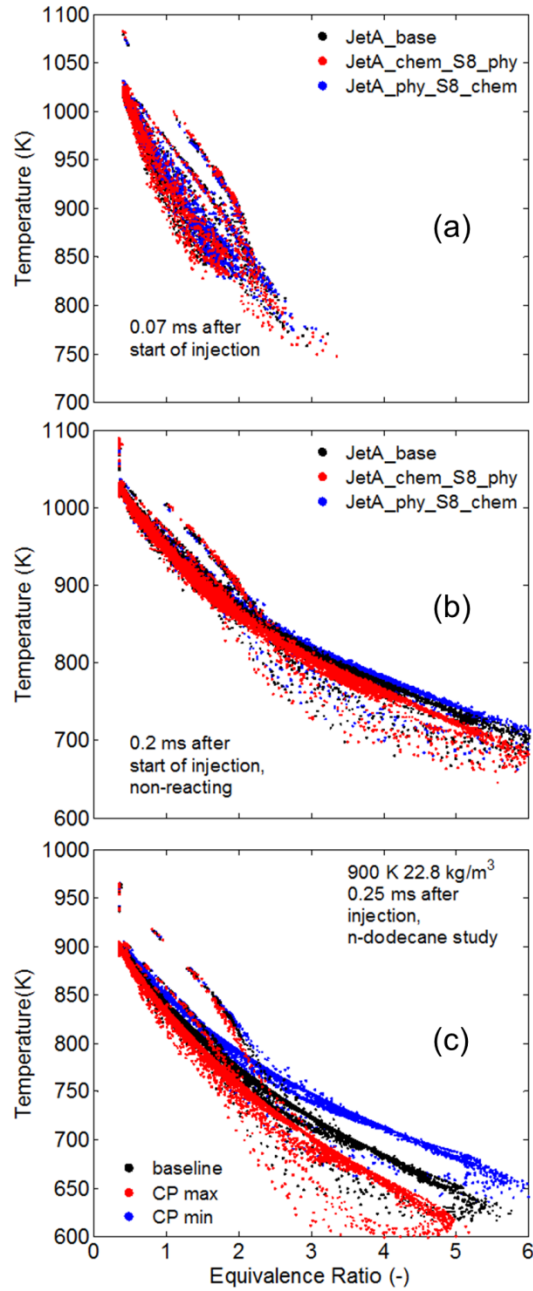 1100
1050
1000
950
900
850
800
750
700
Temperature (K)
JetA_base
JetA_chem_S8_phy
JetA_phy_S8_chem
(a)
0.07 ms after
start of injection
1100
1000
900
800
700
600
Temperature (K)
JetA_base
JetA_chem_S8_phy
JetA_phy_S8_chem
(b)
0.2 ms after
start of injection,
non-reacting
1000
950
900
850
800
750
700
650
600
Temperature(K)
900 K 22.8 kg/m³
0.25 ms after
injection,
n-dodecane study
(c)
baseline
CP max
CP min
0 1 2 3 4 5 6
Equivalence Ratio (-)